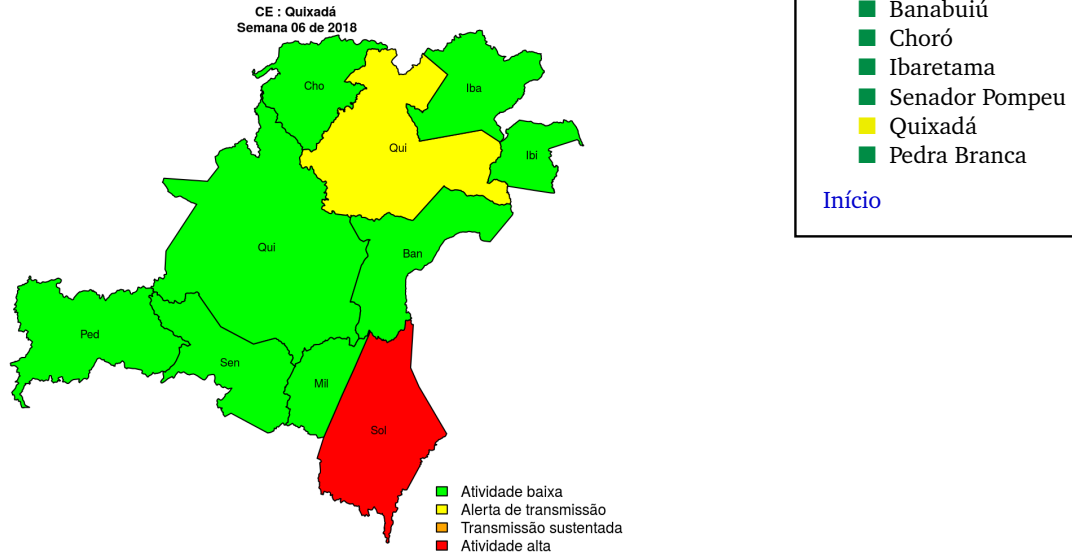 CE : Quixadá
Semana 06 de 2018
Cho
Iba
Qui
Ibi
Qui
Ban
Ped
Sen
Mil
Sol
Atividade baixa
Alerta de transmissão
Transmissão sustentada
Atividade alta
Banabuiú
Choró
Ibaretama
Senador Pompeu
Quixadá
Pedra Branca
Início